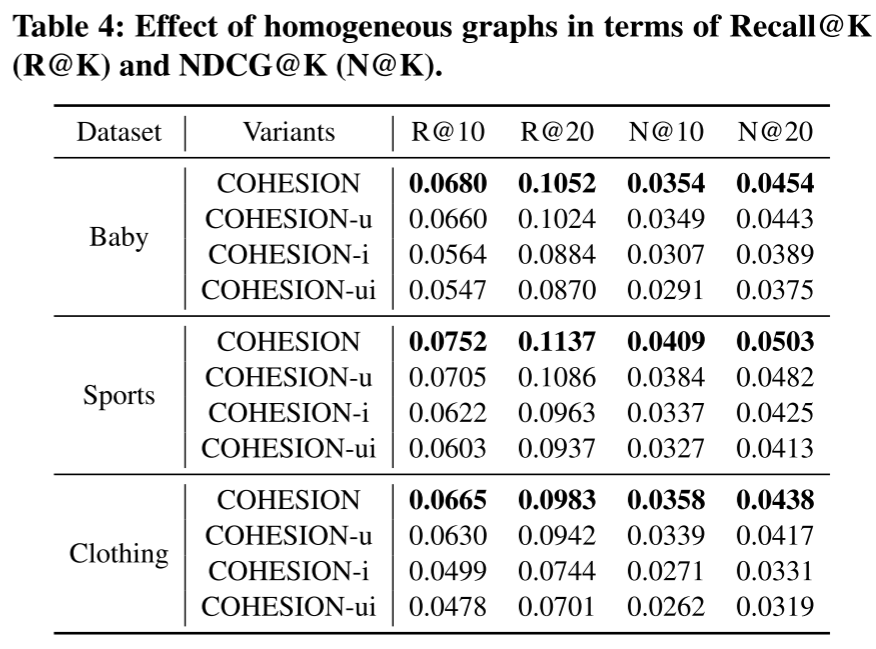 Table 4: Effect of homogeneous graphs in terms of Recall@K
(R@K) and NDCG@K (N@K).
Dataset Variants R@10 R@20 N@10 N@20
Baby
COHESION 0.0680 0.1052 0.0354 0.0454
COHESION-u 0.0660 0.1024 0.0349 0.0443
COHESION-i 0.0564 0.0884 0.0307 0.0389
COHESION-ui 0.0547 0.0870 0.0291 0.0375
Sports
COHESION 0.0752 0.1137 0.0409 0.0503
COHESION-u 0.0705 0.1086 0.0384 0.0482
COHESION-i 0.0622 0.0963 0.0337 0.0425
COHESION-ui 0.0603 0.0937 0.0327 0.0413
Clothing
COHESION 0.0665 0.0983 0.0358 0.0438
COHESION-u 0.0630 0.0942 0.0339 0.0417
COHESION-i 0.0499 0.0744 0.0271 0.0331
COHESION-ui 0.0478 0.0701 0.0262 0.0319